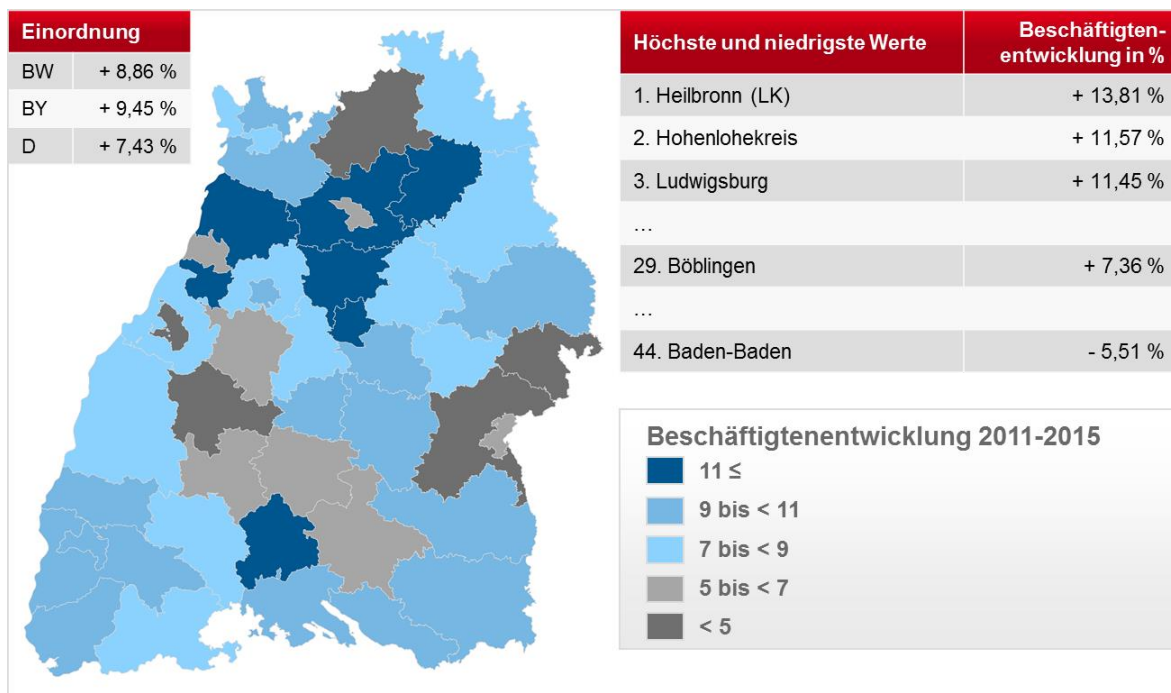 Einordnung
BW + 8,86 %
BY + 9,45 %
D + 7,43 %
Höchste und niedrigste Werte
Beschäftigten-
entwicklung in %
1. Heilbronn (LK) + 13,81 %
2. Hohenlohekreis + 11,57 %
3. Ludwigsburg + 11,45 %
…
29. Böblingen + 7,36 %
…
44. Baden-Baden - 5,51 %
Beschäftigtenentwicklung 2011-2015
11 ≤
9 bis < 11
7 bis < 9
5 bis < 7
< 5